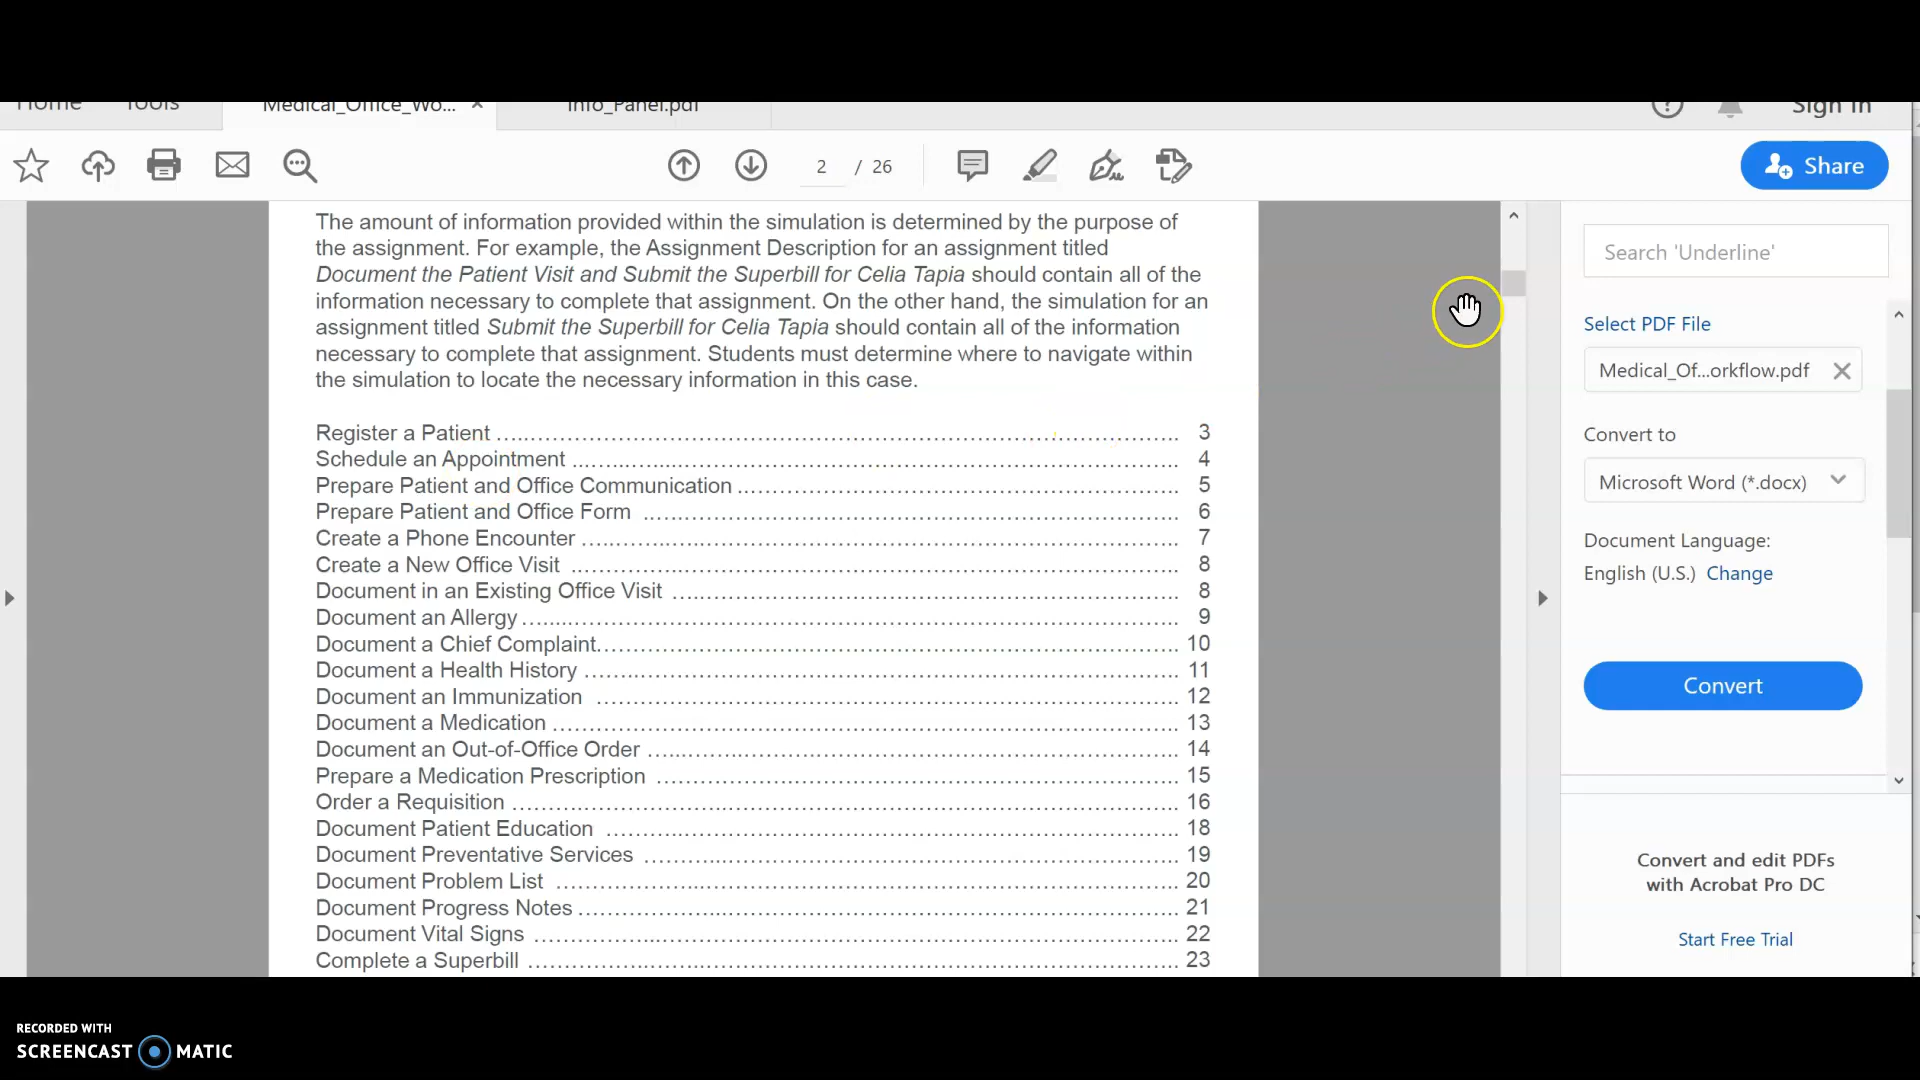 Home Tools Medical_Office_Wo... × Info_Panel.pdf ? Sign In
2 / 26 Share
The amount of information provided within the simulation is determined by the purpose of
the assignment. For example, the Assignment Description for an assignment titled
Document the Patient Visit and Submit the Superbill for Celia Tapia should contain all of the
information necessary to complete that assignment. On the other hand, the simulation for an
assignment titled Submit the Superbill for Celia Tapia should contain all of the information
necessary to complete that assignment. Students must determine where to navigate within
the simulation to locate the necessary information in this case.
Register a Patient ........ 3
Schedule an Appointment ........ 4
Prepare Patient and Office Communication ........ 5
Prepare Patient and Office Form ........ 6
Create a Phone Encounter ........ 7
Create a New Office Visit ........ 8
Document in an Existing Office Visit ........ 8
Document an Allergy ........ 9
Document a Chief Complaint ........ 10
Document a Health History ........ 11
Document an Immunization ........ 12
Document a Medication ........ 13
Document an Out-of-Office Order ........ 14
Prepare a Medication Prescription ........ 15
Order a Requisition ........ 16
Document Patient Education ........ 18
Document Preventative Services ........ 19
Document Problem List ........ 20
Document Progress Notes ........ 21
Document Vital Signs ........ 22
Complete a Superbill ........ 23
Search 'Underline'
Select PDF File
Medical_Of...orkflow.pdf
Convert to
Microsoft Word (*.docx)
Document Language:
English (U.S.) Change
Convert
Convert and edit PDFs
with Acrobat Pro DC
Start Free Trial
RECORDED WITH
SCREENCAST MATIC